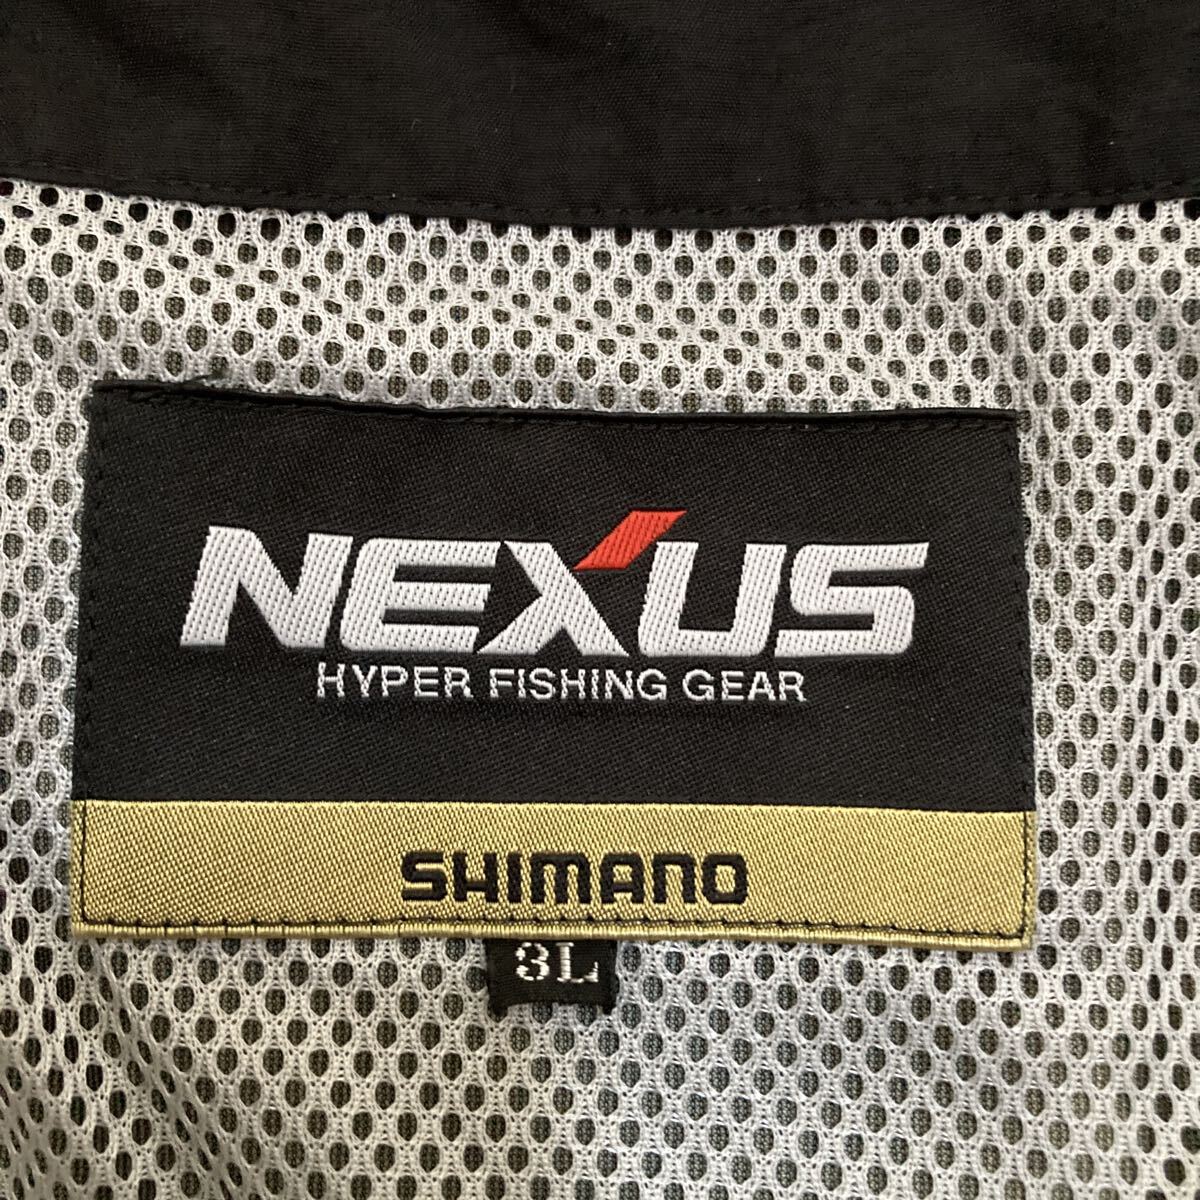 NEXUS
HYPER FISHING GEAR
SHIMANO
3L